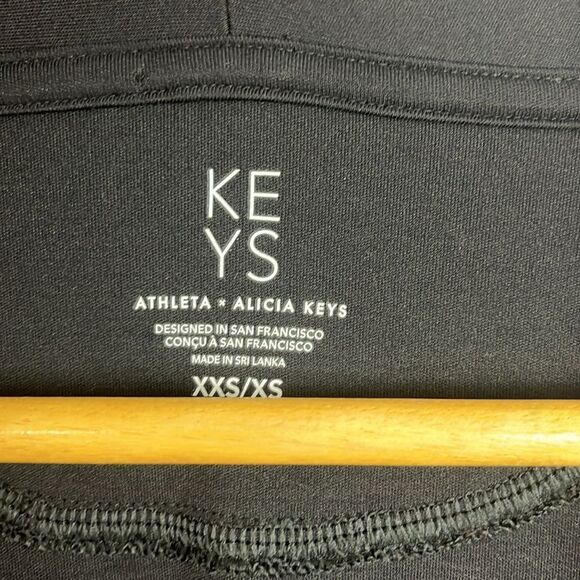 KE
YS
ATHLETA × ALICIA KEYS
DESIGNED IN SAN FRANCISCO
CONÇU À SAN FRANCISCO
MADE IN SRI LANKA
XXS/XS